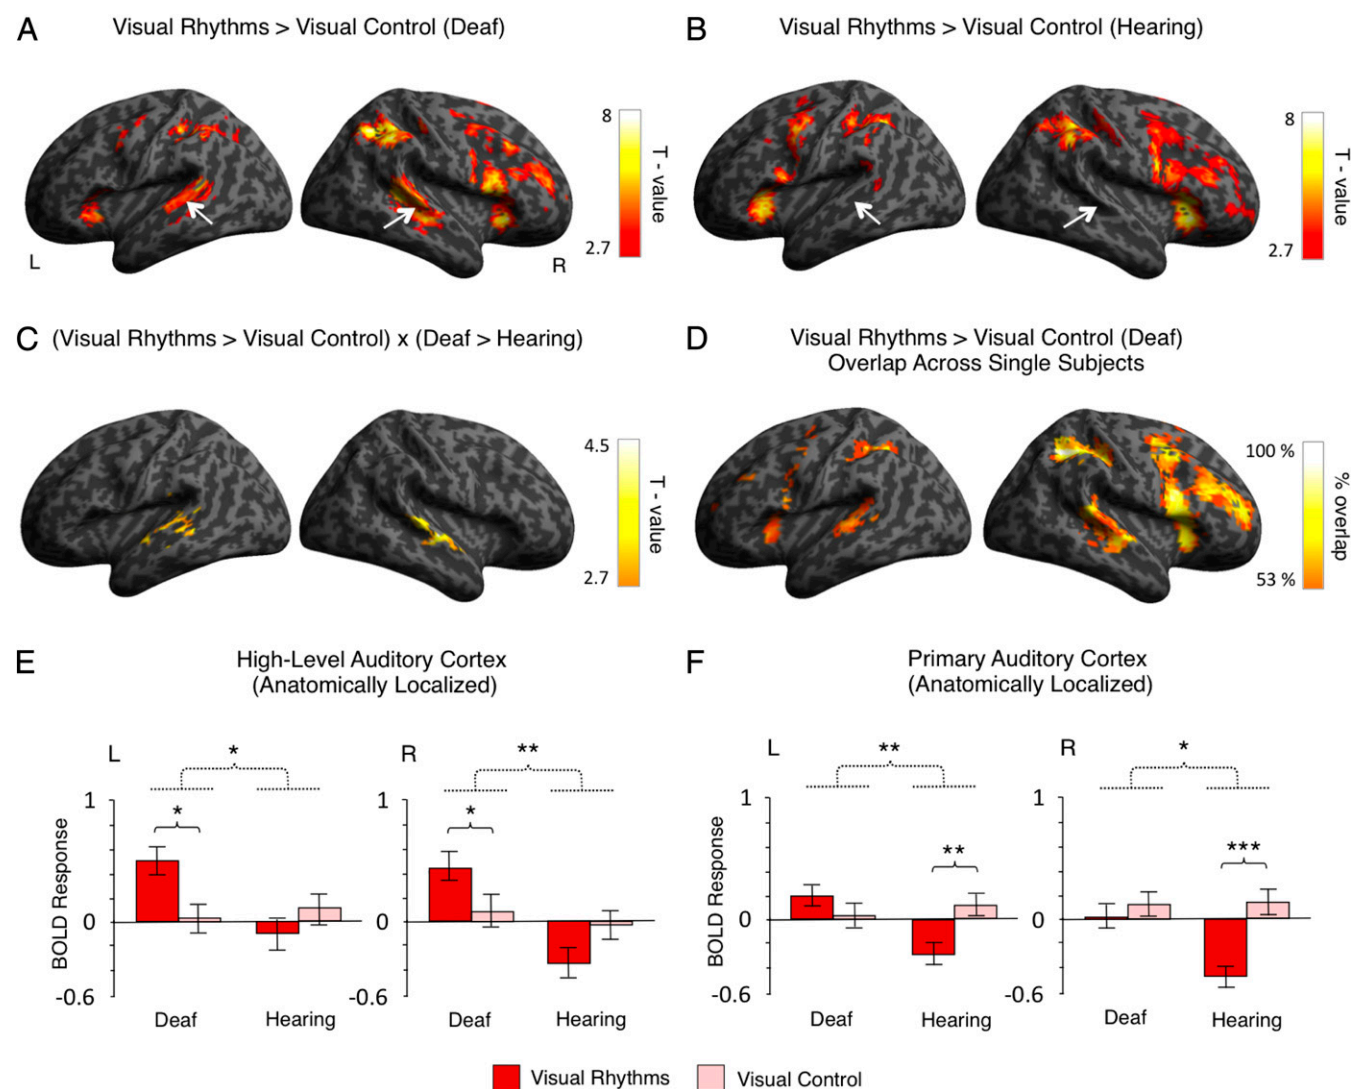 A Visual Rhythms > Visual Control (Deaf)
8
T - value
2.7
L
R
B Visual Rhythms > Visual Control (Hearing)
8
T - value
2.7
C (Visual Rhythms > Visual Control) x (Deaf > Hearing)
4.5
T - value
2.7
D Visual Rhythms > Visual Control (Deaf)
Overlap Across Single Subjects
100 %
% overlap
53 %
E High-Level Auditory Cortex
(Anatomically Localized)
L
*
1
*
BOLD Response
0
-0.6
Deaf Hearing
R
**
1
*
0
-0.6
Deaf Hearing
F Primary Auditory Cortex
(Anatomically Localized)
L
**
1
**
BOLD Response
0
-0.6
Deaf Hearing
R
*
1
***
0
-0.6
Deaf Hearing
Visual Rhythms Visual Control